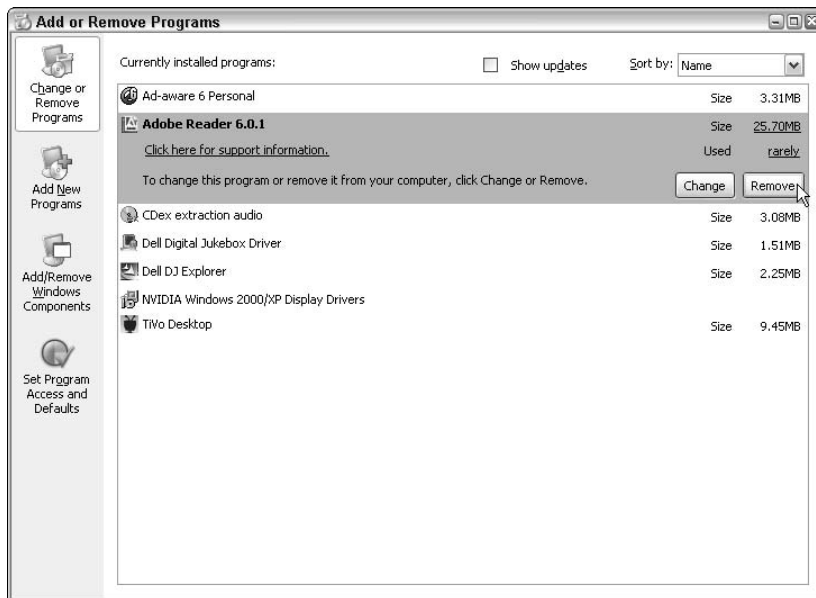 Add or Remove Programs
Change or
Remove
Programs
Add New
Programs
Add/Remove
Windows
Components
Set Program
Access and
Defaults
Currently installed programs:
Show updates
Sort by: Name
Ad-aware 6 Personal Size 3.31MB
Adobe Reader 6.0.1 Size 25.70MB
Click here for support information. Used rarely
To change this program or remove it from your computer, click Change or Remove. Change Remove
CDex extraction audio Size 3.08MB
Dell Digital Jukebox Driver Size 1.51MB
Dell DJ Explorer Size 2.25MB
NVIDIA Windows 2000/XP Display Drivers
TiVo Desktop Size 9.45MB